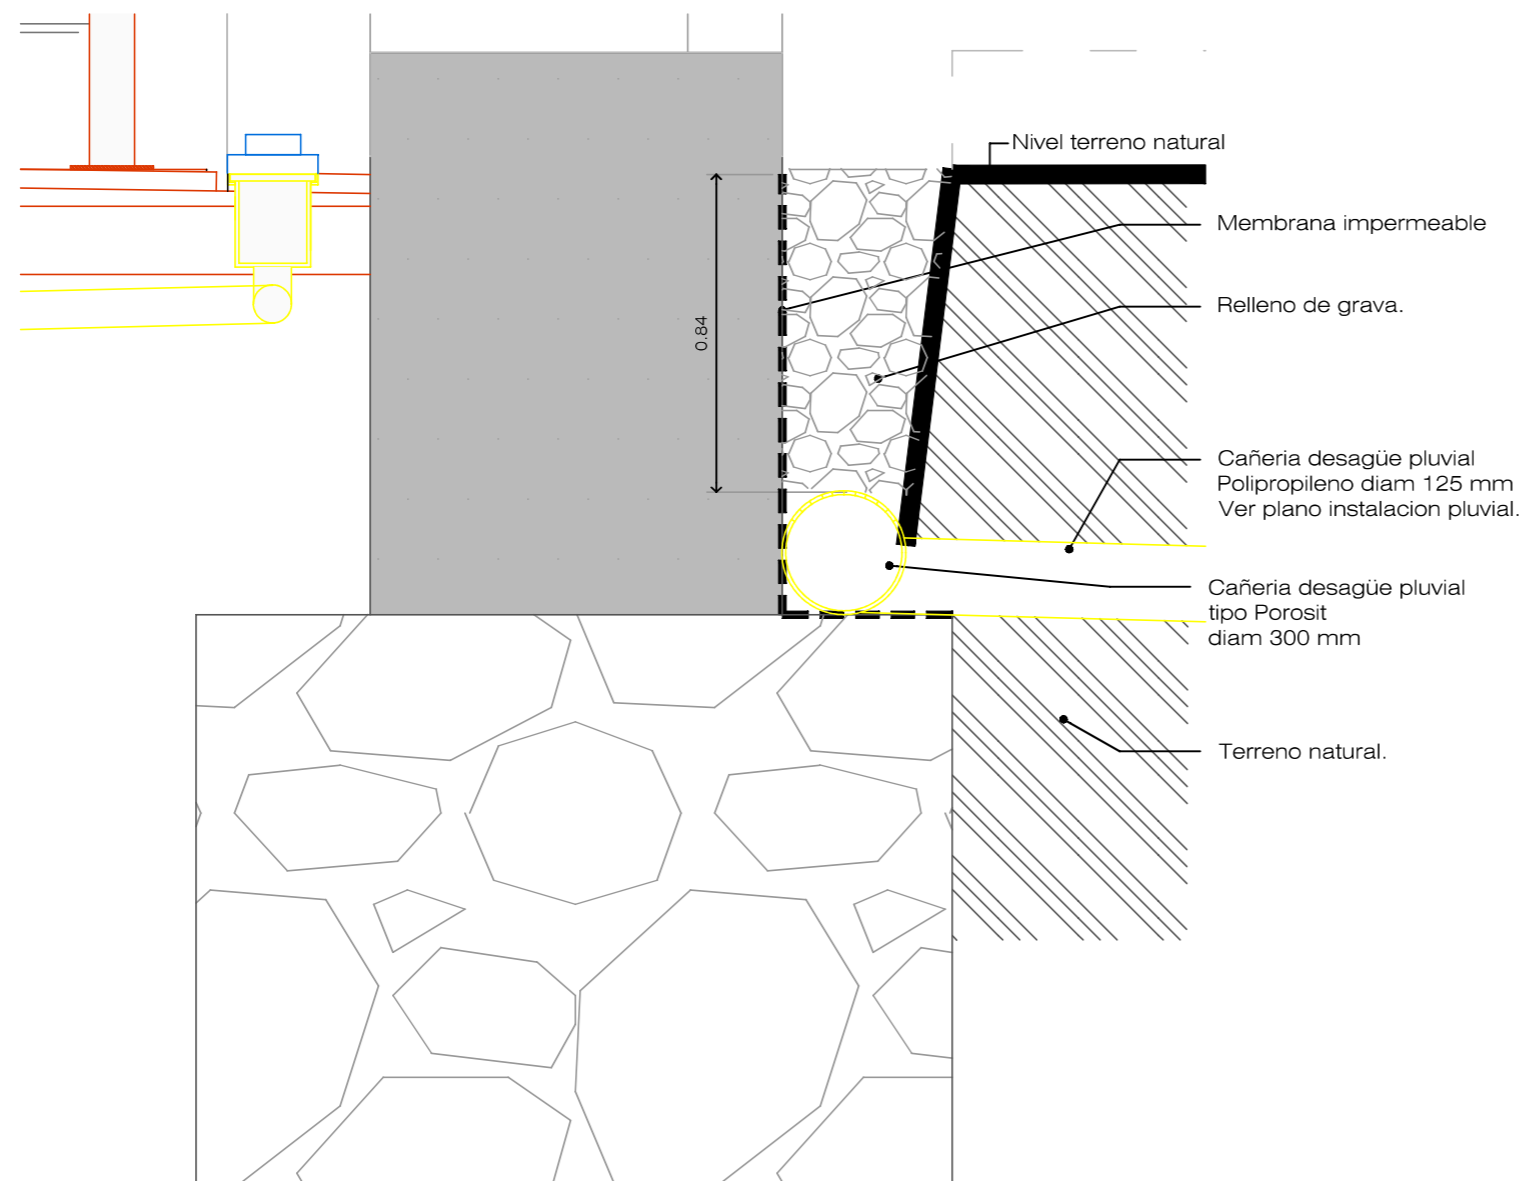 Nivel terreno natural
Membrana impermeable
Relleno de grava.
0.84
Cañeria desagüe pluvial
Polipropileno diam 125 mm
Ver plano instalacion pluvial.
Cañeria desagüe pluvial
tipo Porosit
diam 300 mm
Terreno natural.